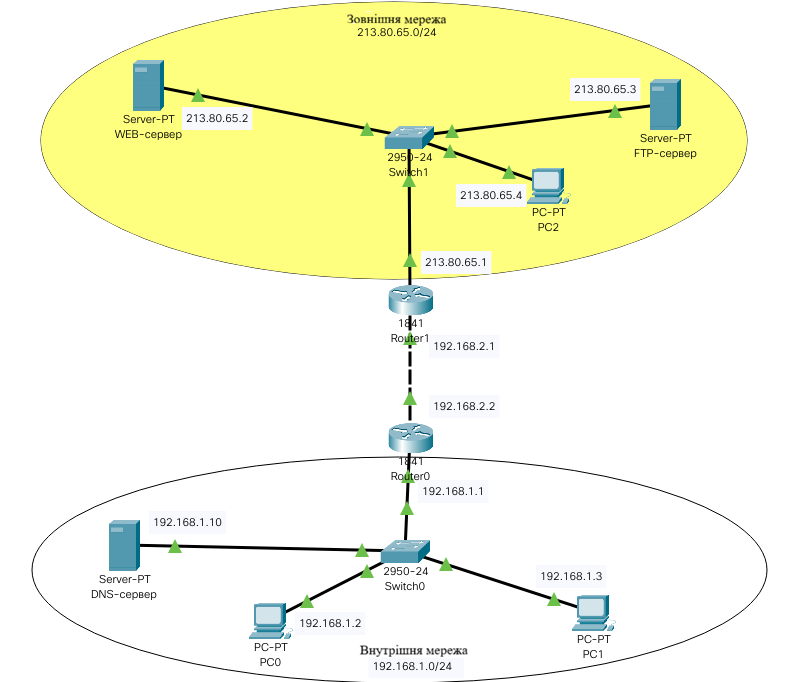 Зовнішня мережа
213.80.65.0/24
Server-PT
WEB-сервер
213.80.65.2
213.80.65.3
Server-PT
FTP-сервер
2950-24
Switch1
213.80.65.4
PC-PT
PC2
213.80.65.1
1841
Router1
192.168.2.1
192.168.2.2
1841
Router0
192.168.1.1
192.168.1.10
Server-PT
DNS-сервер
2950-24
Switch0
192.168.1.3
192.168.1.2
PC-PT
PC0
PC-PT
PC1
Внутрішня мережа
192.168.1.0/24